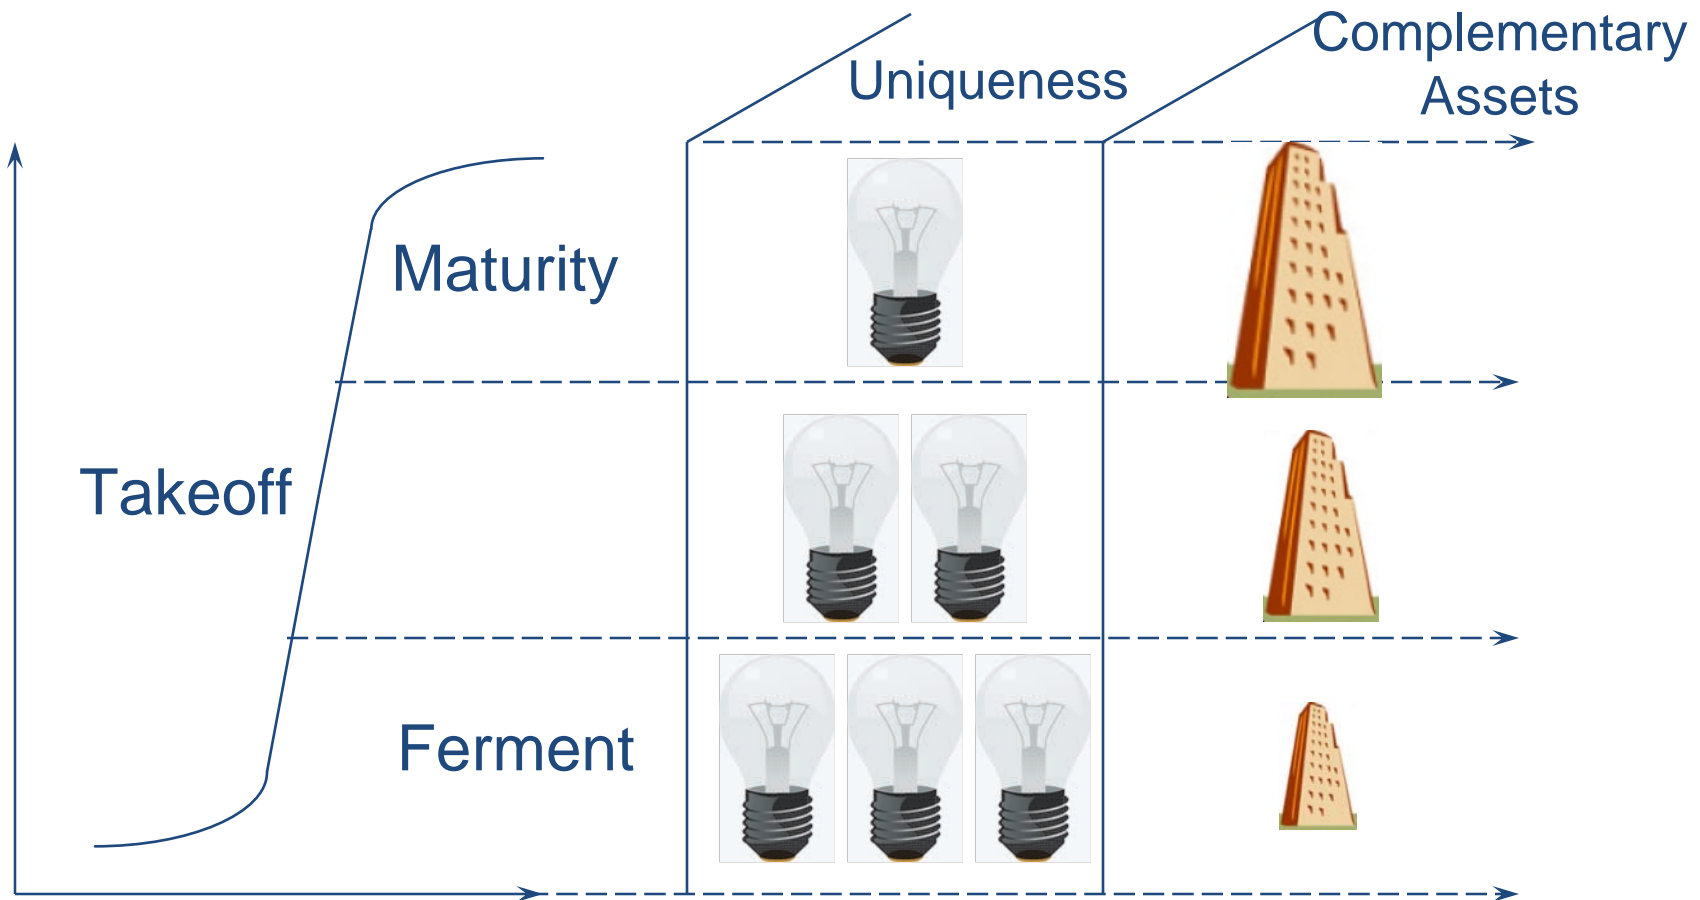 Complementary
Assets
Uniqueness
Maturity
Takeoff
Ferment